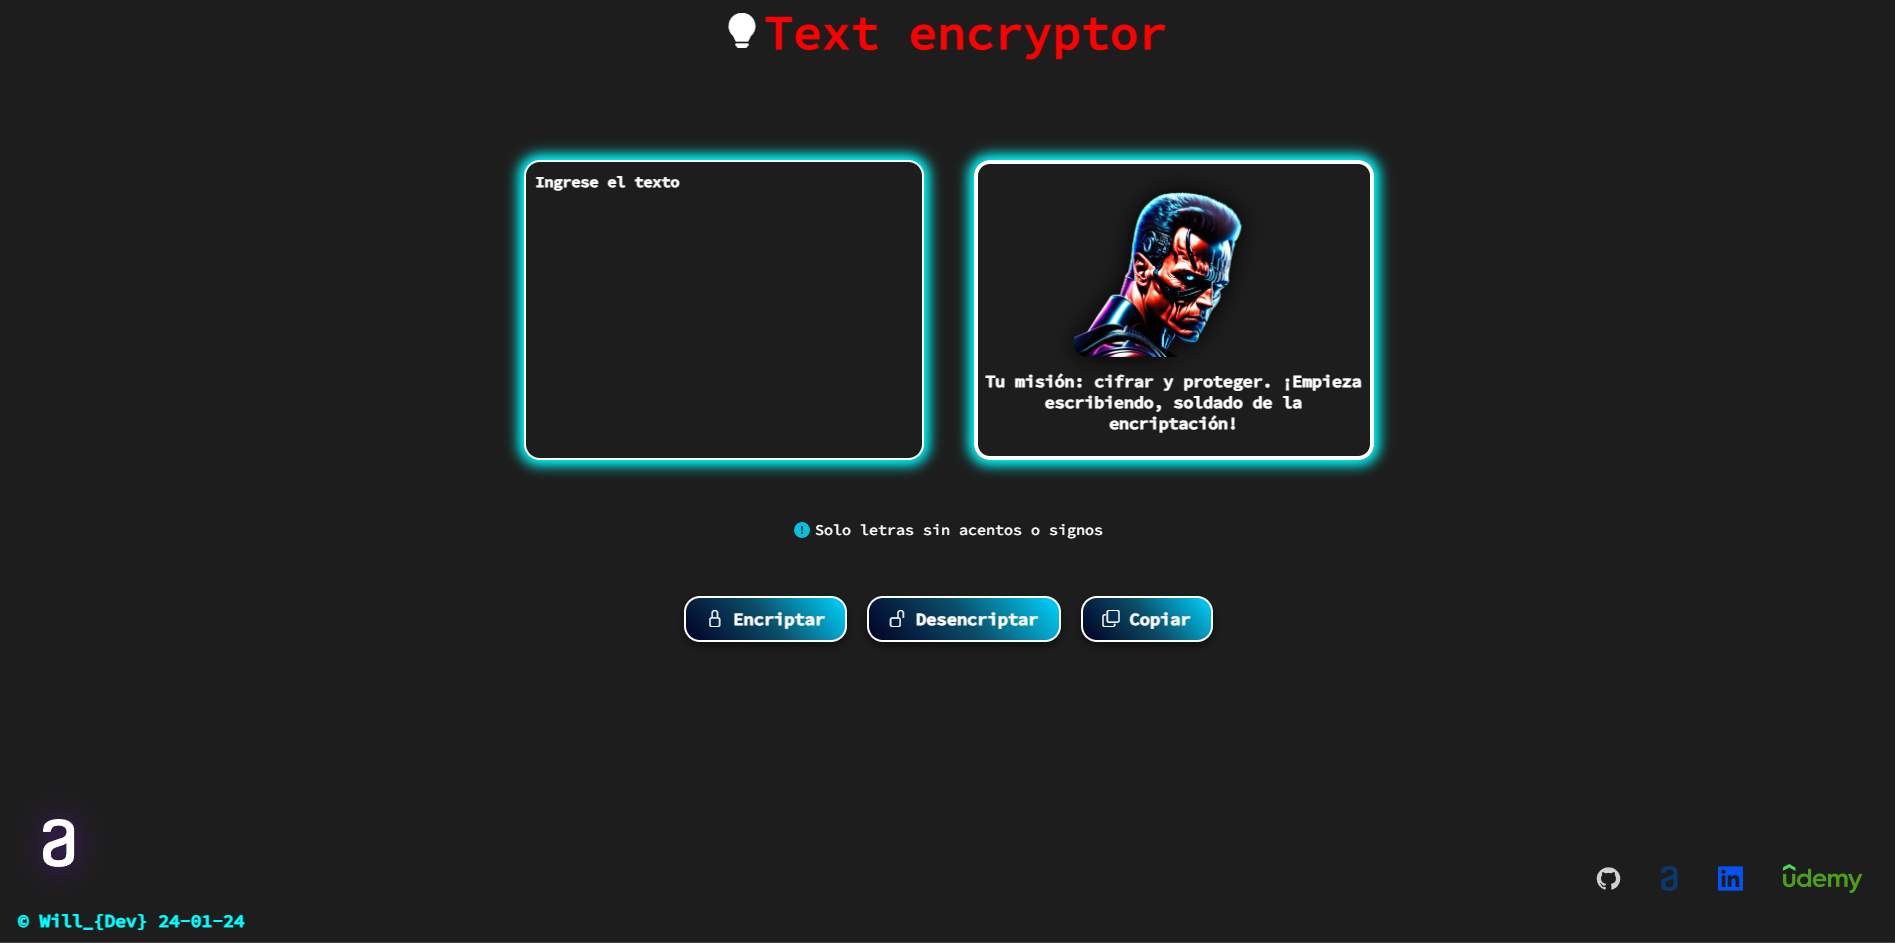 Text encryptor
Ingrese el texto
Tu misión: cifrar y proteger. ¡Empieza
escribiendo, soldado de la
encriptación!
Solo letras sin acentos o signos
Encriptar
Desencriptar
Copiar
a
a
in
udemy
© Will_{Dev} 24-01-24